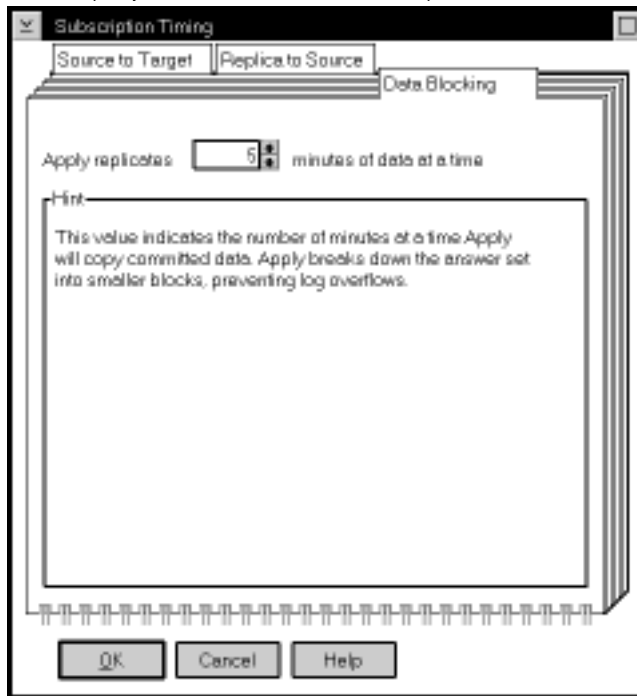 Subscription Timing
Source to Target
Replica to Source
Data Blocking
Apply replicates 5 minutes of data at a time
Hint
This value indicates the number of minutes at a time Apply
will copy committed data. Apply breaks down the answer set
into smaller blocks, preventing log overflows.
OK
Cancel
Help